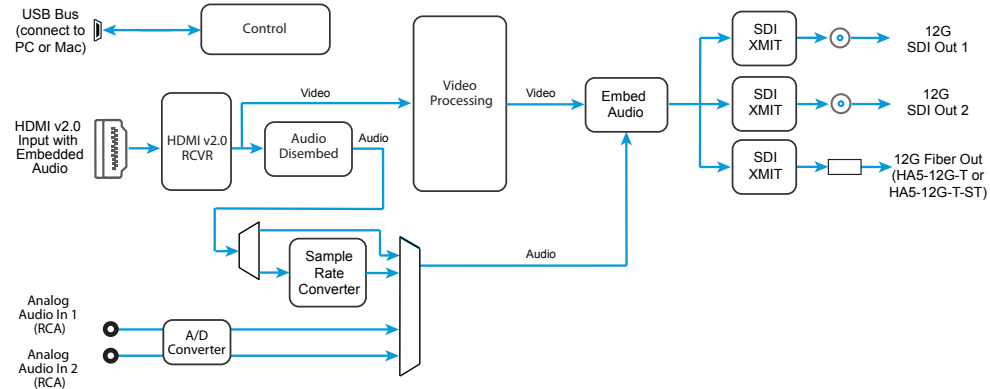 USB Bus
(connect to
PC or Mac)
Control
HDMI v2.0
Input with
Embedded
Audio
HDMI v2.0
RCVR
Video
Audio
Disembed
Audio
Video
Processing
Video
Embed
Audio
SDI
XMIT
12G
SDI Out 1
SDI
XMIT
12G
SDI Out 2
SDI
XMIT
12G Fiber Out
(HA5-12G-T or
HA5-12G-T-ST)
Sample
Rate
Converter
Audio
Analog
Audio In 1
(RCA)
A/D
Converter
Analog
Audio In 2
(RCA)